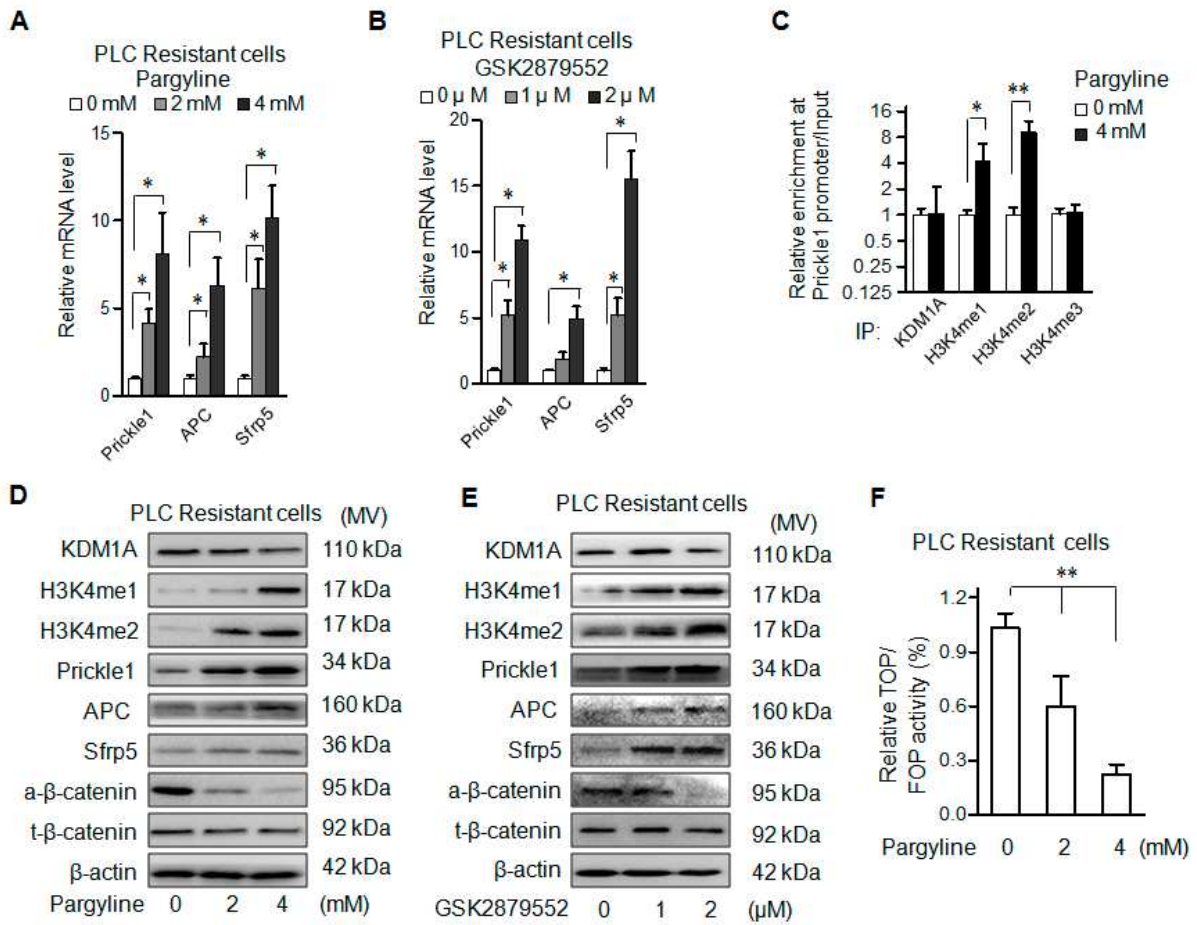 A
PLC Resistant cells
Pargyline
0 mM 2 mM 4 mM
Relative mRNA level
15
10
5
0
* * * * * *
Prickle1 APC Sfrp5
B
PLC Resistant cells
GSK2879552
0 μ M 1 μ M 2 μ M
Relative mRNA level
20
15
10
5
0
* * * * *
Prickle1 APC Sfrp5
C
Pargyline
0 mM
4 mM
Relative enrichment at
Prickle1 promoter/Input
16
8
4
2
1
0.5
0.25
0.125
* **
IP: KDM1A H3K4me1 H3K4me2 H3K4me3
D
PLC Resistant cells (MV)
KDM1A 110 kDa
H3K4me1 17 kDa
H3K4me2 17 kDa
Prickle1 34 kDa
APC 160 kDa
Sfrp5 36 kDa
a-β-catenin 95 kDa
t-β-catenin 92 kDa
β-actin 42 kDa
Pargyline 0 2 4 (mM)
E
PLC Resistant cells
(MV)
KDM1A 110 kDa
H3K4me1 17 kDa
H3K4me2 17 kDa
Prickle1 34 kDa
APC 160 kDa
Sfrp5 36 kDa
a-β-catenin 95 kDa
t-β-catenin 92 kDa
β-actin 42 kDa
GSK2879552 0 1 2 (μM)
F
PLC Resistant cells
Relative TOP/
FOP activity (%)
**
1.2
0.9
0.6
0.3
0.0
Pargyline 0 2 4 (mM)